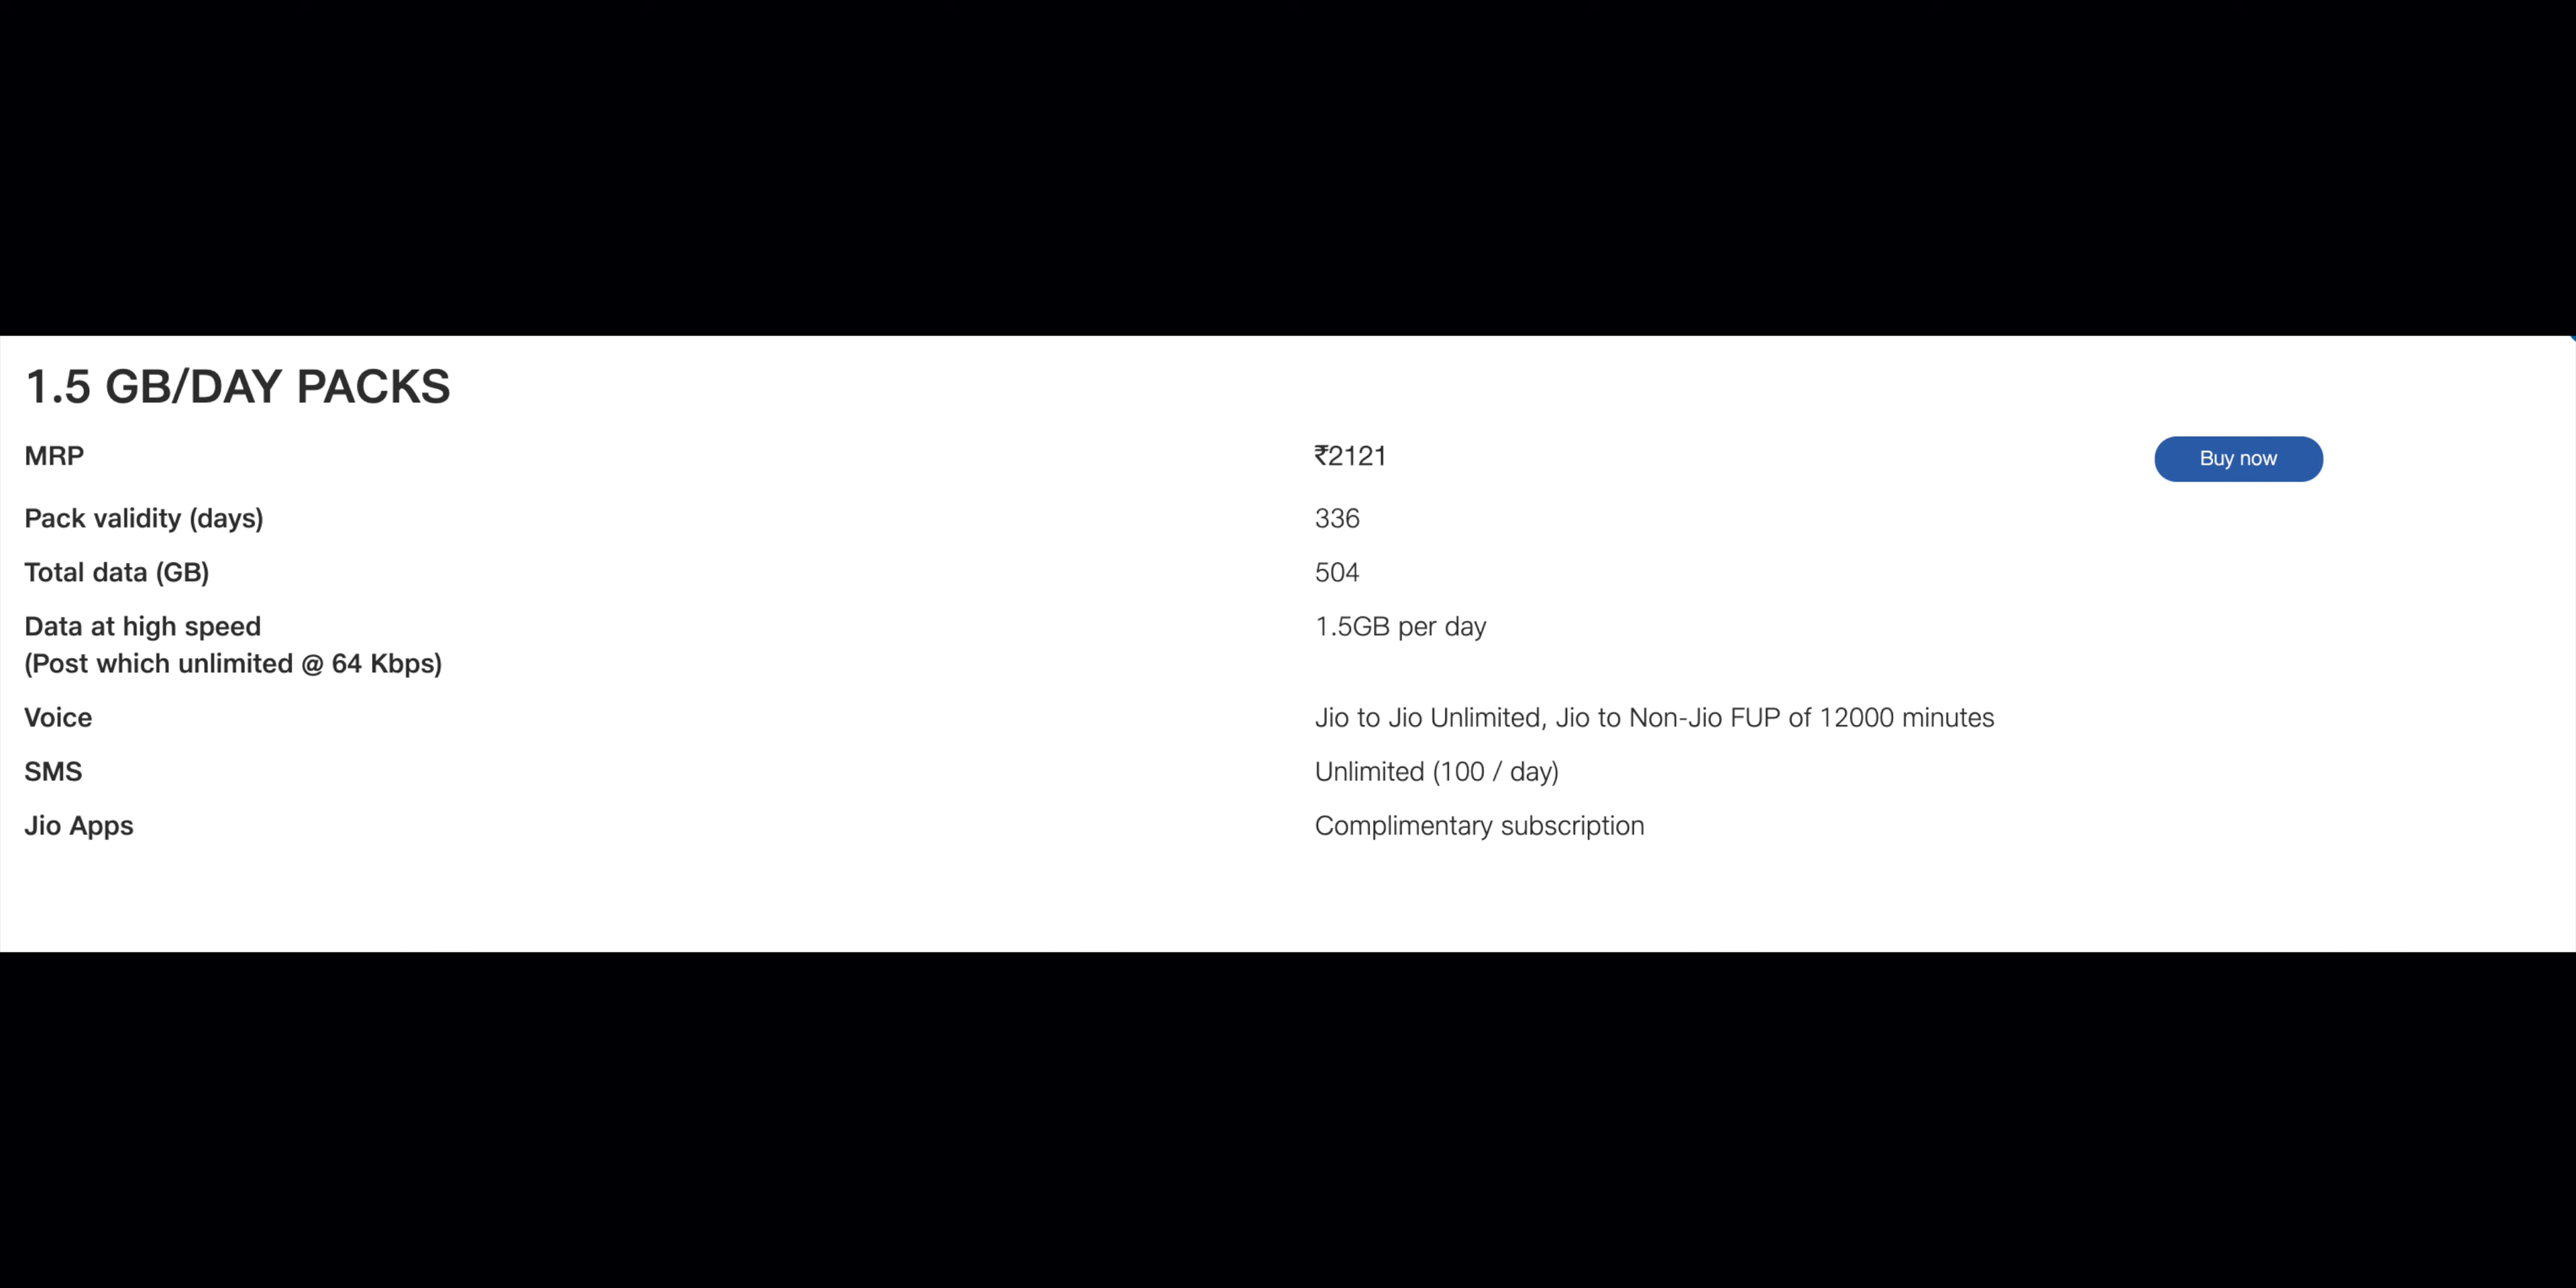 1.5 GB/DAY PACKS
MRP ₹2121 Buy now
Pack validity (days) 336
Total data (GB) 504
Data at high speed 1.5GB per day
(Post which unlimited @ 64 Kbps)
Voice Jio to Jio Unlimited, Jio to Non-Jio FUP of 12000 minutes
SMS Unlimited (100 / day)
Jio Apps Complimentary subscription